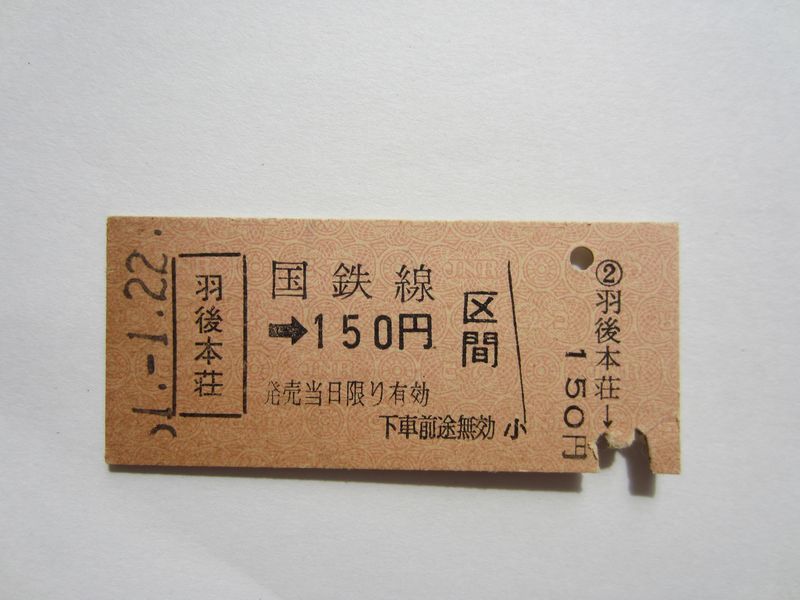 1.-1.22.
羽後本荘
国鉄線
➡150円 区間
発売当日限り有効
下車前途無効 小
②羽後本荘→
150円